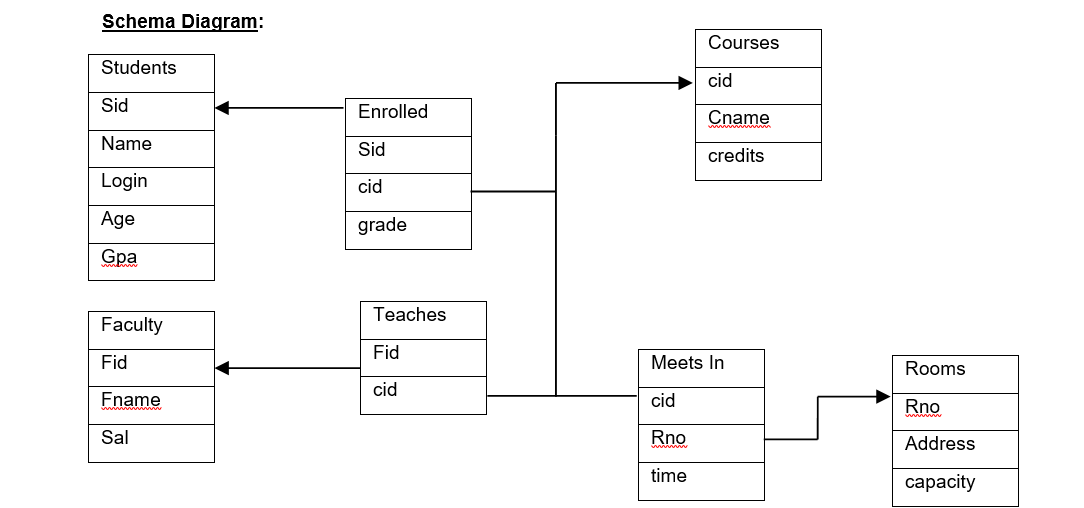 Schema Diagram:
Students
Sid
Name
Login
Age
Gpa
Enrolled
Sid
cid
grade
Courses
cid
Cname
credits
Faculty
Fid
Fname
Sal
Teaches
Fid
cid
Meets In
cid
Rno
time
Rooms
Rno
Address
capacity